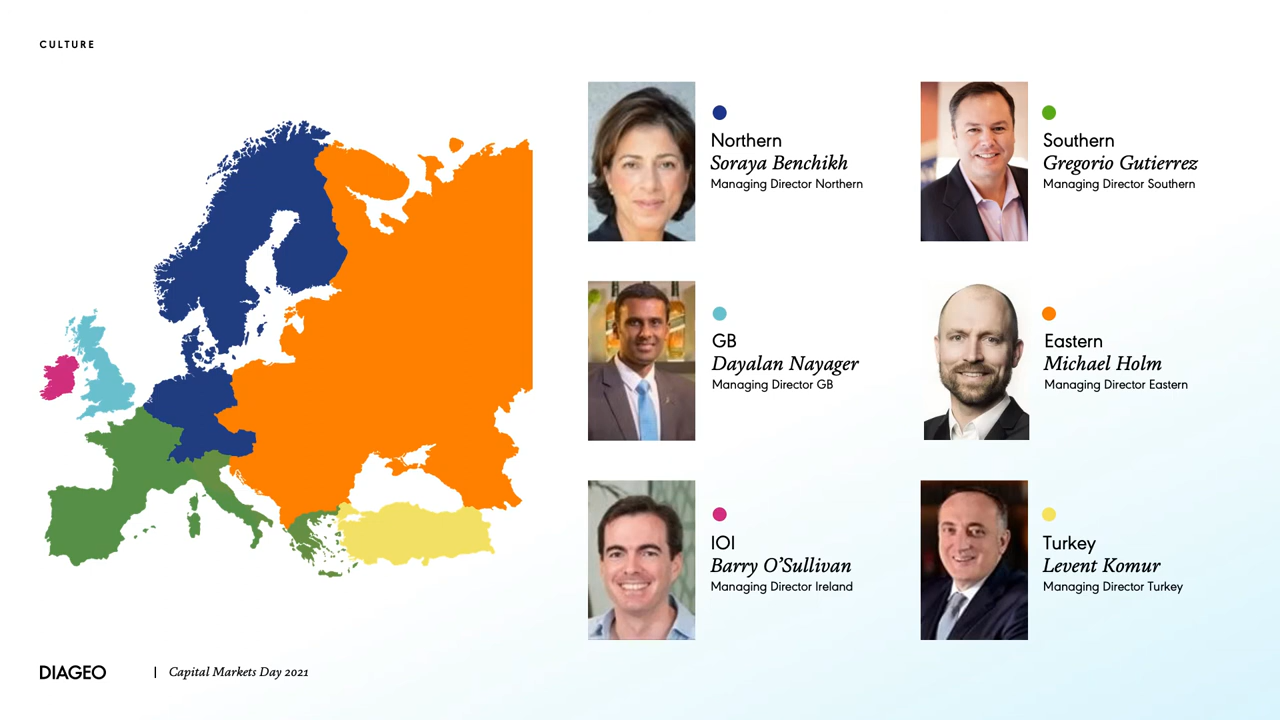 CULTURE
Northern
Soraya Benchikh
Managing Director Northern
Southern
Gregorio Gutierrez
Managing Director Southern
GB
Dayalan Nayager
Managing Director GB
Eastern
Michael Holm
Managing Director Eastern
IOI
Barry O’Sullivan
Managing Director Ireland
Turkey
Levent Komur
Managing Director Turkey
DIAGEO | Capital Markets Day 2021